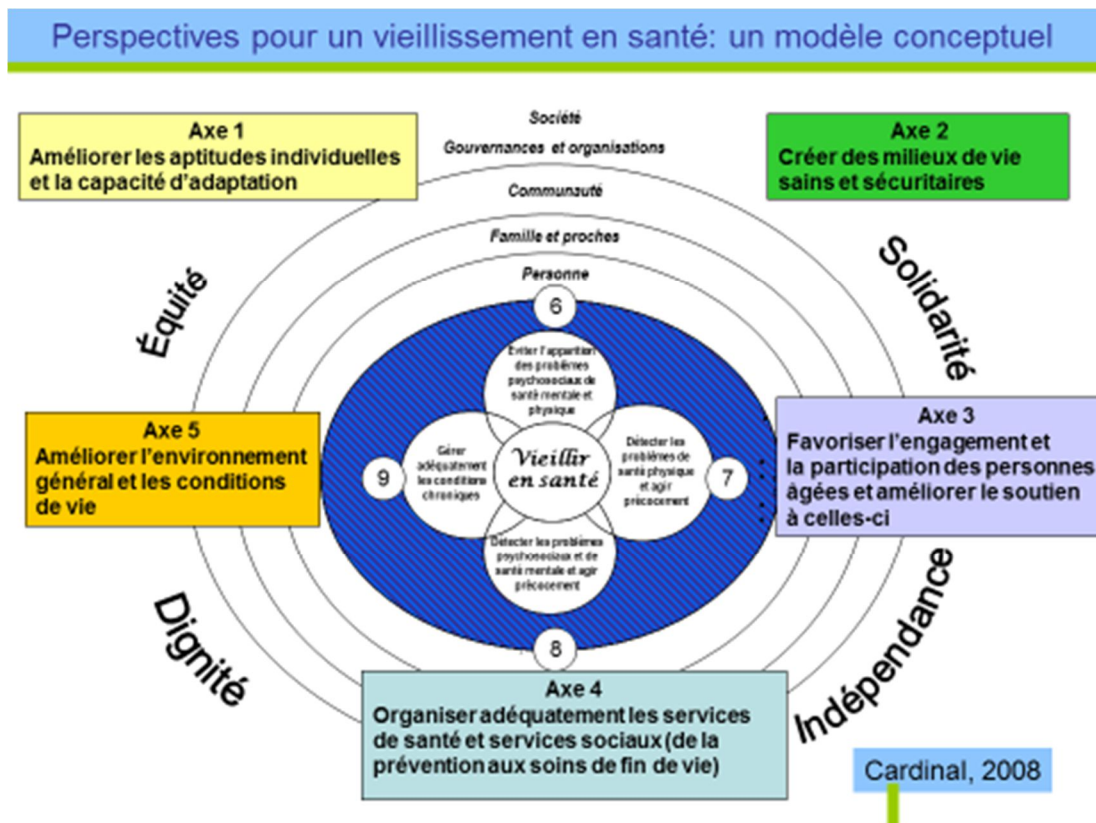 Perspectives pour un vieillissement en santé: un modèle conceptuel
Axe 1
Améliorer les aptitudes individuelles
et la capacité d'adaptation
Société
Gouvernances et organisations
Communauté
Famille et proches
Personne
Axe 2
Créer des milieux de vie
sains et sécuritaires
Équité
Solidarité
6
Eviter l'apparition
des problèmes
psychosociaux de
santé mentale et
physique
Axe 5
Améliorer l'environnement
général et les conditions
de vie
9
Gérer
adéquatement
les conditions
chroniques
Vieillir
en santé
Détecter les
problèmes de
santé physique
et agir
précocement
7
Axe 3
Favoriser l'engagement et
la participation des personnes
âgées et améliorer le soutien
à celles-ci
Détecter les problèmes
psychosociaux et de
santé mentale et agir
précocement
8
Dignité
Indépendance
Axe 4
Organiser adéquatement les services
de santé et services sociaux (de la
prévention aux soins de fin de vie)
Cardinal, 2008